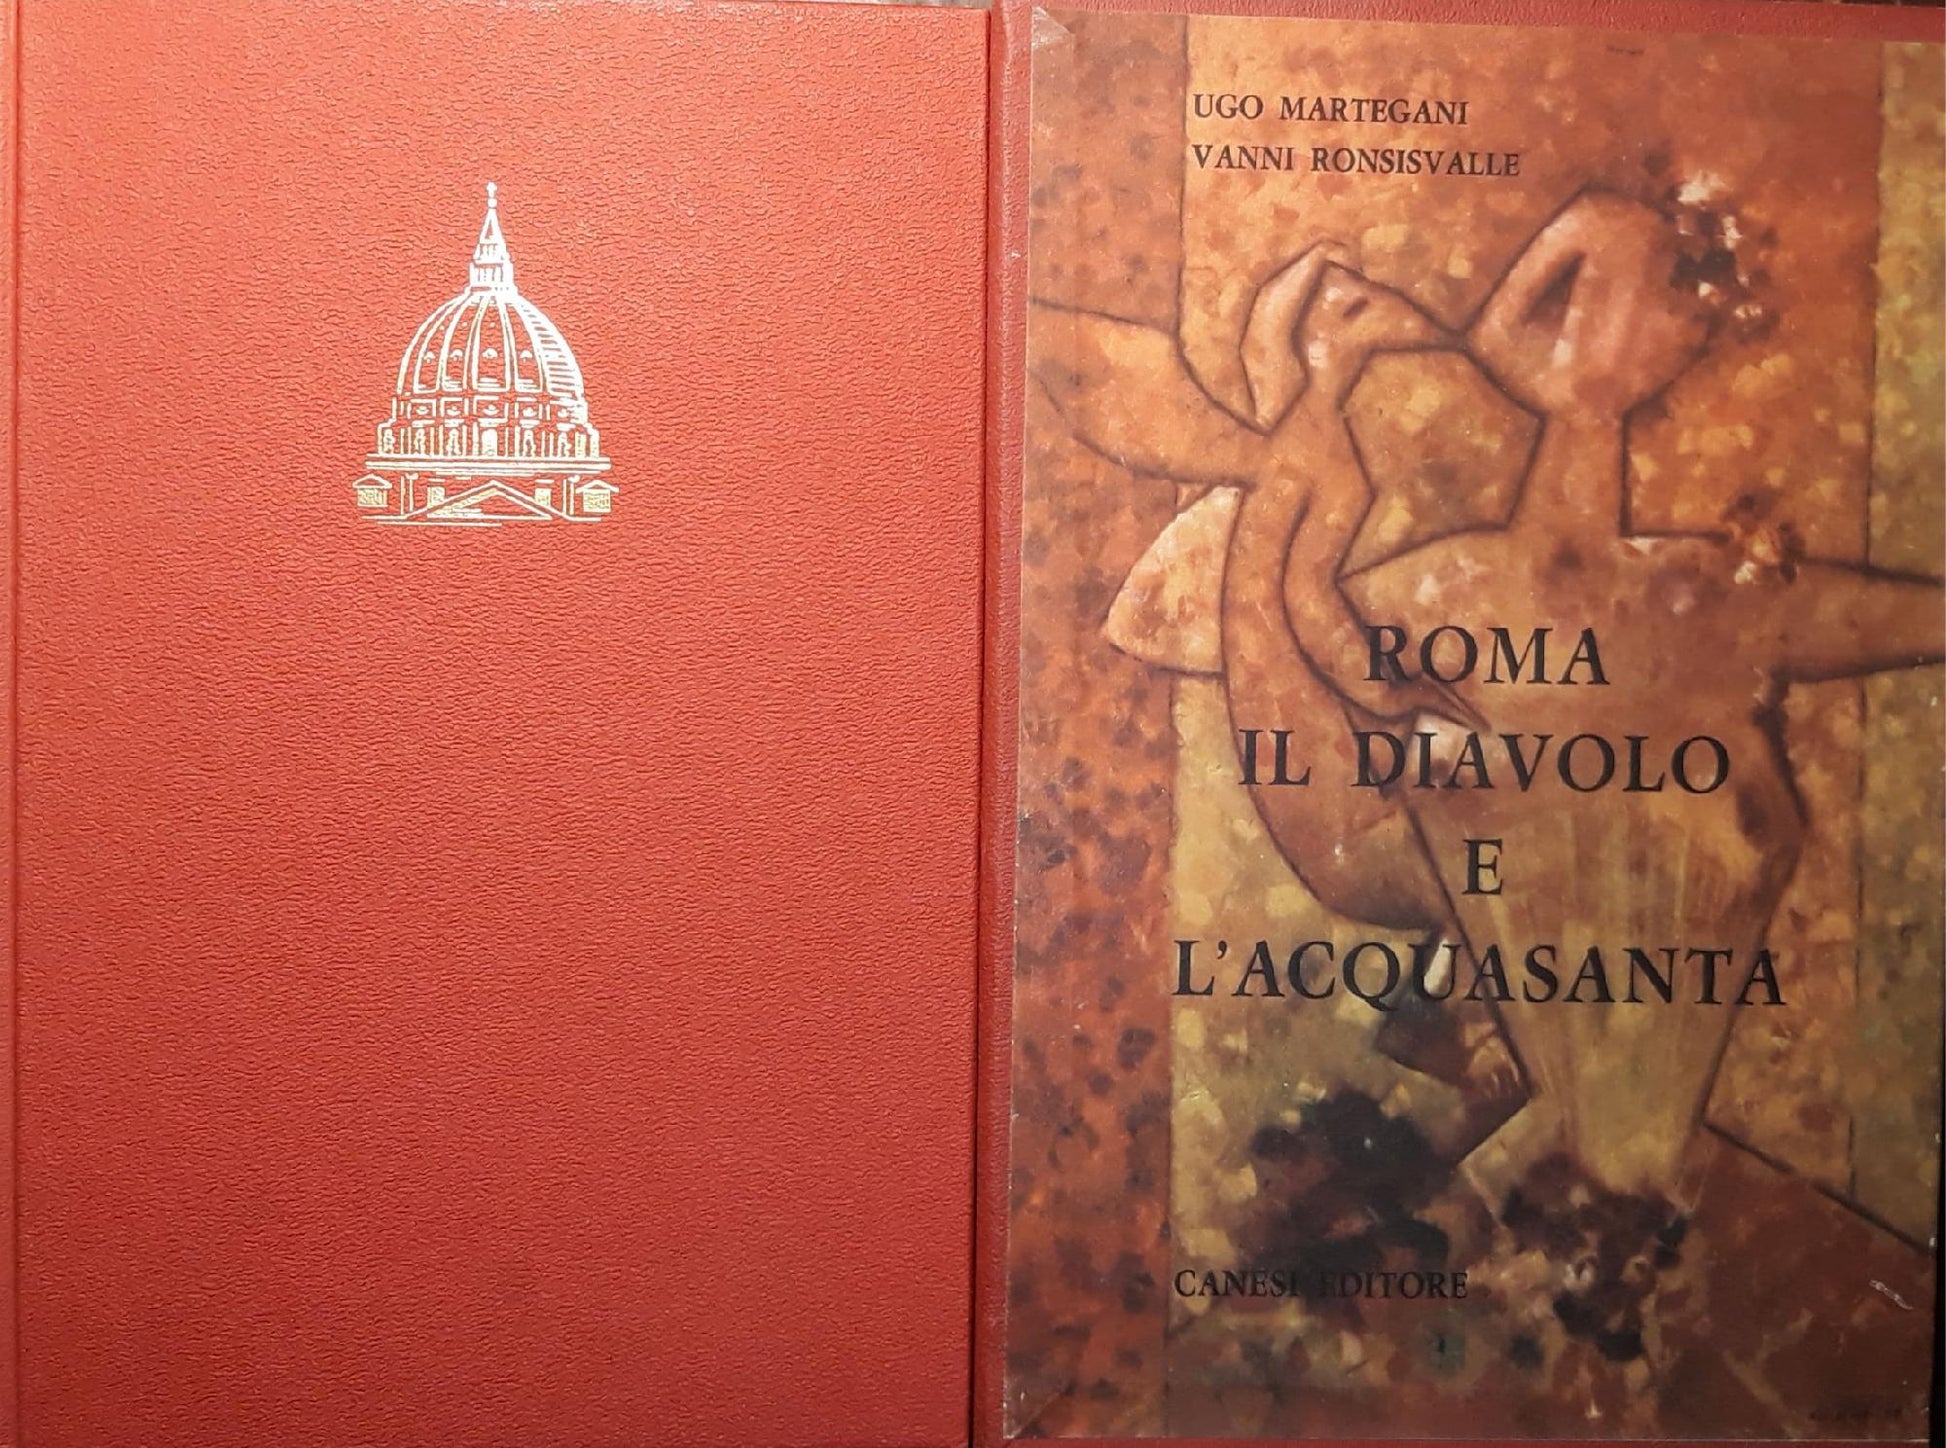 UGO MARTEGANI
VANNI RONSISVALLE
ROMA
IL DIAVOLO
E
L'ACQUASANTA
CANESI EDITORE